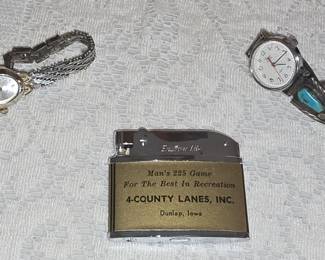 Man's 225 Game
For The Best In Recreation
4-COUNTY LANES, INC.
Dunlap, Iowa